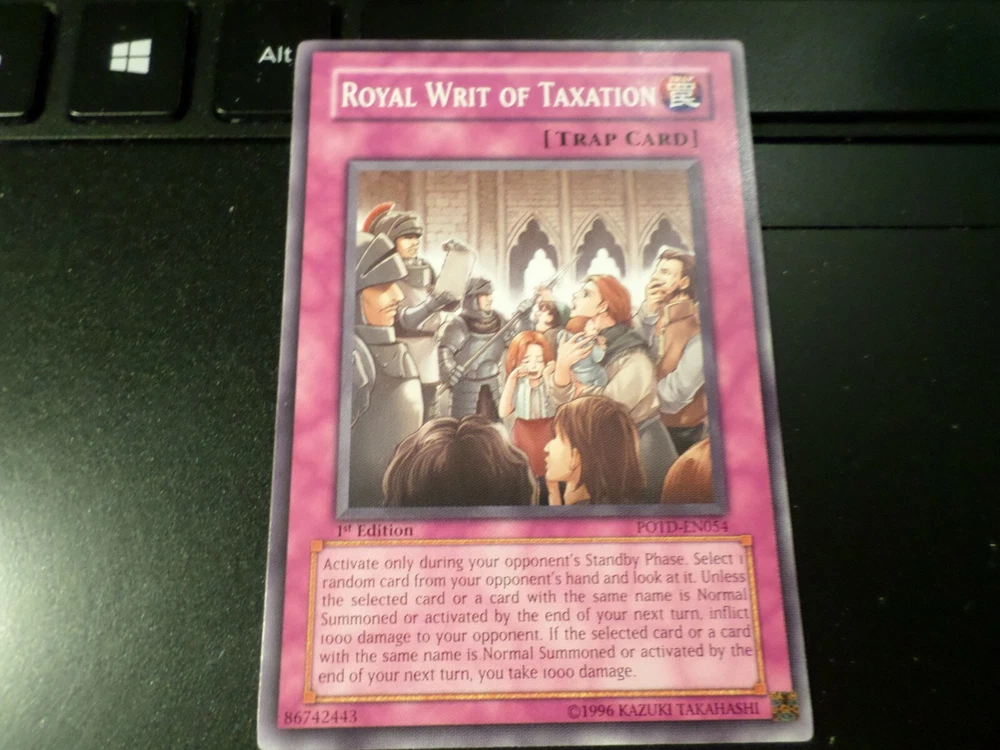 Alt
ROYAL WRIT OF TAXATION 罠
[TRAP CARD]
1st Edition
POTD-EN054
Activate only during your opponent's Standby Phase. Select 1
random card from your opponent's hand and look at it. Unless
the selected card or a card with the same name is Normal
Summoned or activated by the end of your next turn, inflict
1000 damage to your opponent. If the selected card or a card
with the same name is Normal Summoned or activated by the
end of your next turn, you take 1000 damage.
86742443
©1996 KAZUKI TAKAHASHI